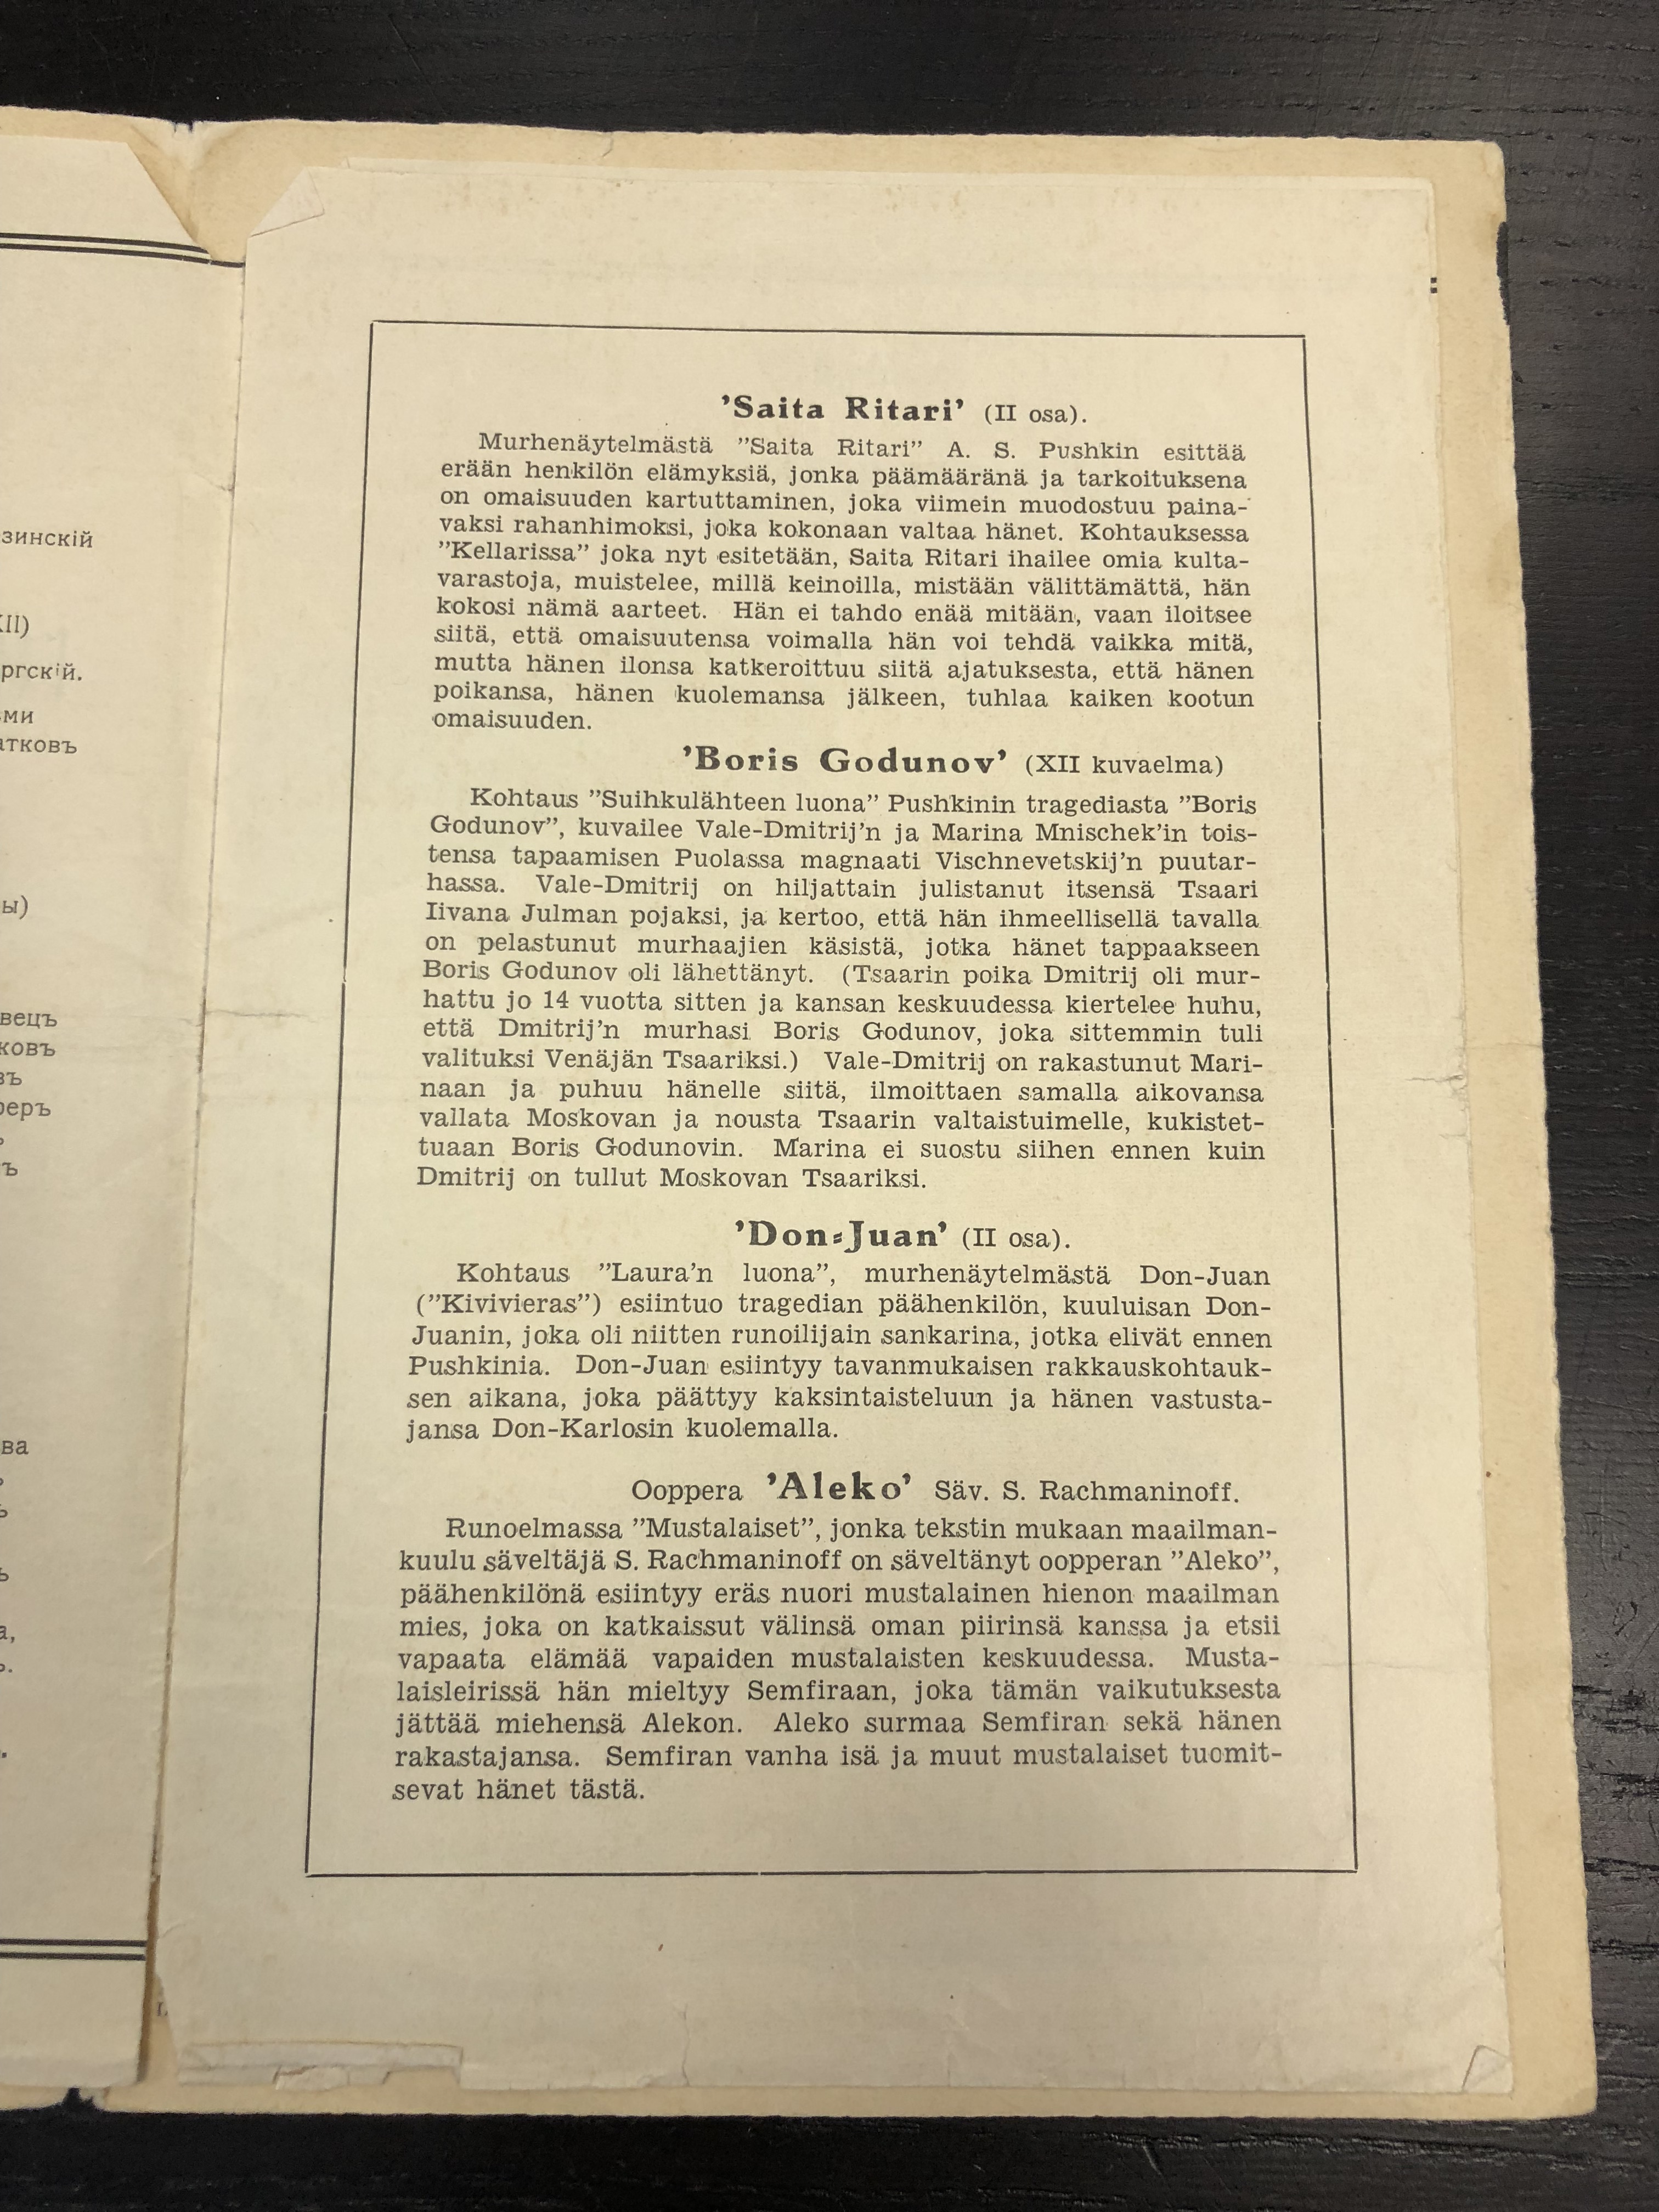 зинскій
XII)
ргскій.
ми
атковъ
ы)
вецъ
ковъ
въ
реръ
ъ
ва
а,
'Saita Ritari' (II osa).
Murhenäytelmästä ”Saita Ritari” A. S. Pushkin esittää
erään henkilön elämyksiä, jonka päämääränä ja tarkoituksena
on omaisuuden kartuttaminen, joka viimein muodostuu paina-
vaksi rahanhimoksi, joka kokonaan valtaa hänet. Kohtauksessa
”Kellarissa” joka nyt esitetään, Saita Ritari ihailee omia kulta-
varastoja, muistelee, millä keinoilla, mistään välittämättä, hän
kokosi nämä aarteet. Hän ei tahdo enää mitään, vaan iloitsee
siitä, että omaisuutensa voimalla hän voi tehdä vaikka mitä,
mutta hänen ilonsa katkeroittuu siitä ajatuksesta, että hänen
poikansa, hänen kuolemansa jälkeen, tuhlaa kaiken kootun
omaisuuden.
'Boris Godunov' (XII kuvaelma)
Kohtaus ”Suihkulähteen luona” Pushkinin tragediasta ”Boris
Godunov”, kuvailee Vale-Dmitrij'n ja Marina Mnischek'in tois-
tensa tapaamisen Puolassa magnaati Vischnevetskij'n puutar-
hassa. Vale-Dmitrij on hiljattain julistanut itsensä Tsaari
Iivana Julman pojaksi, ja kertoo, että hän ihmeellisellä tavalla
on pelastunut murhaajien käsistä, jotka hänet tappaakseen
Boris Godunov oli lähettänyt. (Tsaarin poika Dmitrij oli mur-
hattu jo 14 vuotta sitten ja kansan keskuudessa kiertelee huhu,
että Dmitrij'n murhasi Boris Godunov, joka sittemmin tuli
valituksi Venäjän Tsaariksi.) Vale-Dmitrij on rakastunut Mari-
naan ja puhuu hänelle siitä, ilmoittaen samalla aikovansa
vallata Moskovan ja nousta Tsaarin valtaistuimelle, kukistet-
tuaan Boris Godunovin. Marina ei suostu siihen ennen kuin
Dmitrij on tullut Moskovan Tsaariksi.
'Don-Juan' (II osa).
Kohtaus ”Laura'n luona”, murhenäytelmästä Don-Juan
(”Kivivieras”) esiintuo tragedian päähenkilön, kuuluisan Don-
Juanin, joka oli niitten runoilijain sankarina, jotka elivät ennen
Pushkinia. Don-Juan esiintyy tavanmukaisen rakkauskohtauk-
sen aikana, joka päättyy kaksintaisteluun ja hänen vastusta-
jansa Don-Karlosin kuolemalla.
Ooppera 'Aleko' Säv. S. Rachmaninoff.
Runoelmassa ”Mustalaiset”, jonka tekstin mukaan maailman-
kuulu säveltäjä S. Rachmaninoff on säveltänyt oopperan ”Aleko”,
päähenkilönä esiintyy eräs nuori mustalainen hienon maailman
mies, joka on katkaissut välinsä oman piirinsä kanssa ja etsii
vapaata elämää vapaiden mustalaisten keskuudessa. Musta-
laisleirissä hän mieltyy Semfiraan, joka tämän vaikutuksesta
jättää miehensä Alekon. Aleko surmaa Semfiran sekä hänen
rakastajansa. Semfiran vanha isä ja muut mustalaiset tuomit-
sevat hänet tästä.